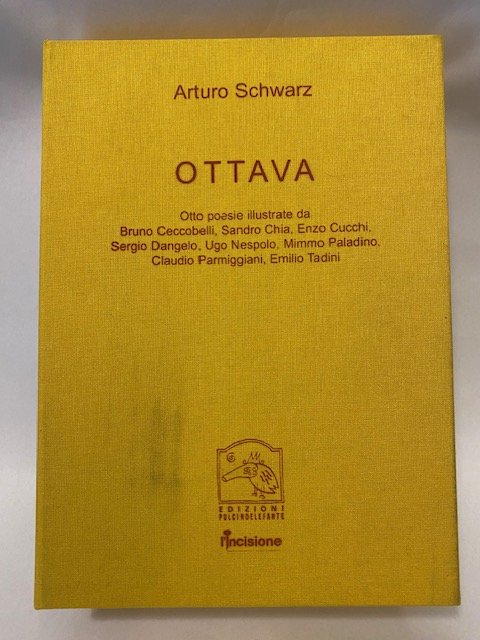 Arturo Schwarz
OTTAVA
Otto poesie illustrate da
Bruno Ceccobelli, Sandro Chia, Enzo Cucchi,
Sergio Dangelo, Ugo Nespolo, Mimmo Paladino,
Claudio Parmiggiani, Emilio Tadini
EDIZIONI
PULCINOELEFANTE
l'incisione